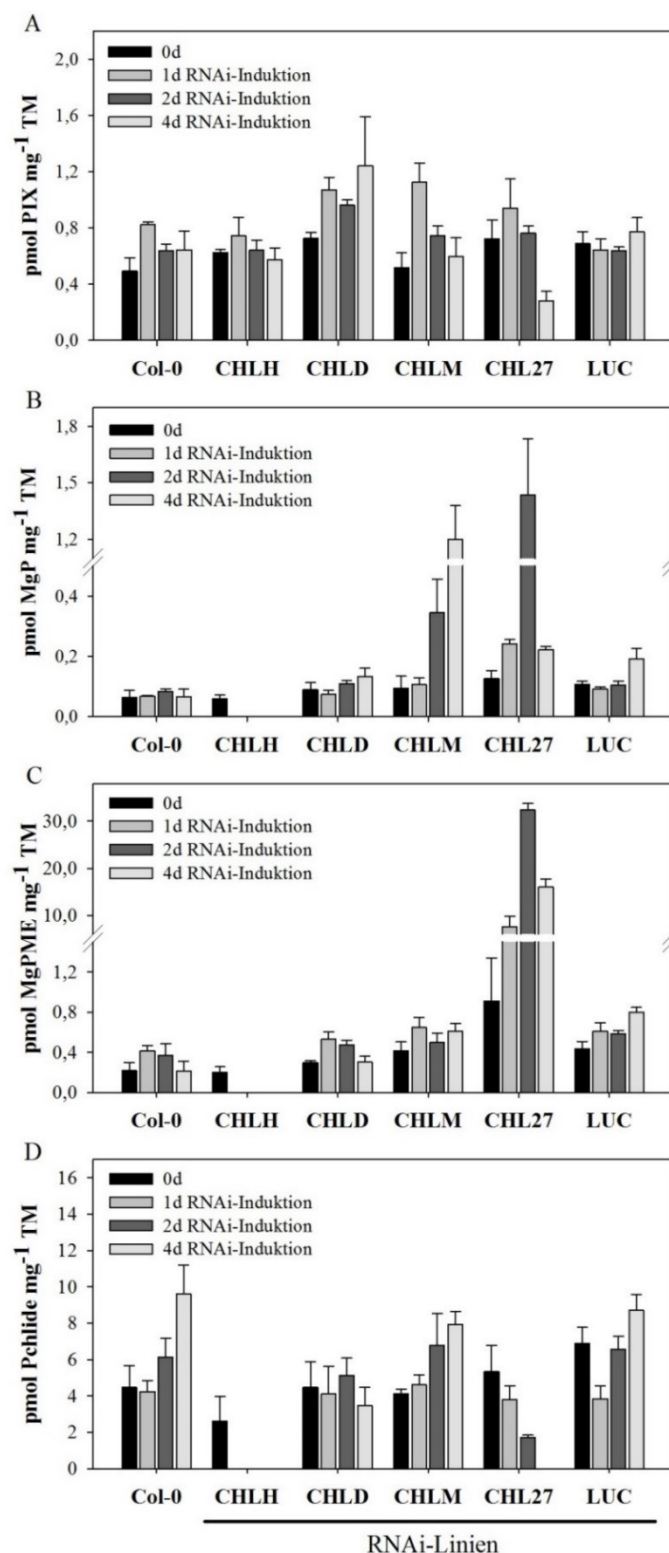 A
0d
1d RNAi-Induktion
2d RNAi-Induktion
4d RNAi-Induktion
pmol PIX mg⁻¹ TM
2,0
1,6
1,2
0,8
0,4
0,0
Col-0 CHLH CHLD CHLM CHL27 LUC
B
0d
1d RNAi-Induktion
2d RNAi-Induktion
4d RNAi-Induktion
pmol MgP mg⁻¹ TM
1,8
1,5
1,2
0,4
0,2
0,0
Col-0 CHLH CHLD CHLM CHL27 LUC
C
0d
1d RNAi-Induktion
2d RNAi-Induktion
4d RNAi-Induktion
pmol MgPME mg⁻¹ TM
30,0
20,0
10,0
1,2
0,8
0,4
0,0
Col-0 CHLH CHLD CHLM CHL27 LUC
D
0d
1d RNAi-Induktion
2d RNAi-Induktion
4d RNAi-Induktion
pmol Pchlide mg⁻¹ TM
16
14
12
10
8
6
4
2
0
Col-0 CHLH CHLD CHLM CHL27 LUC
RNAi-Linien